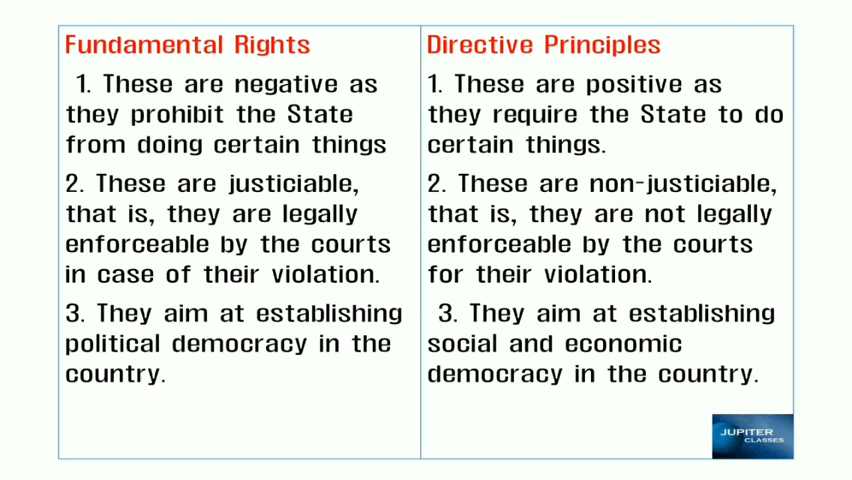 Fundamental Rights
1. These are negative as
they prohibit the State
from doing certain things
2. These are justiciable,
that is, they are legally
enforceable by the courts
in case of their violation.
3. They aim at establishing
political democracy in the
country.
Directive Principles
1. These are positive as
they require the State to do
certain things.
2. These are non-justiciable,
that is, they are not legally
enforceable by the courts
for their violation.
3. They aim at establishing
social and economic
democracy in the country.
JUPITER
CLASSES